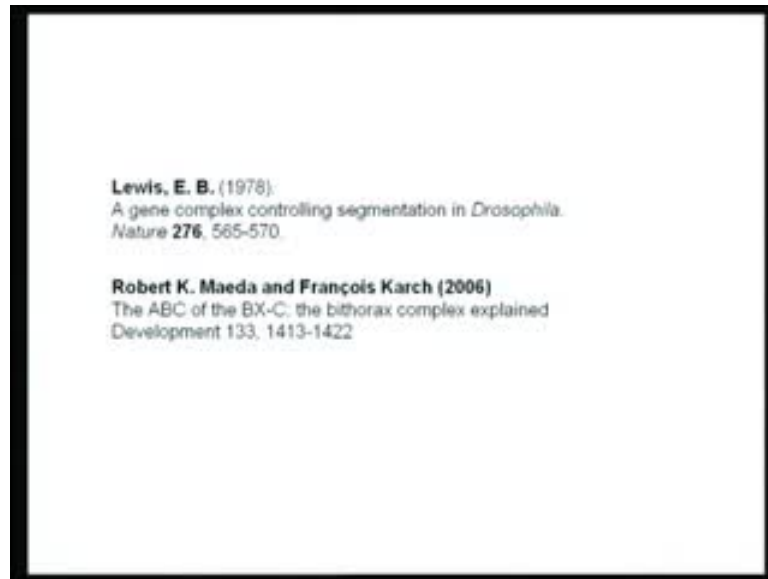 Lewis, E. B. (1978).
A gene complex controlling segmentation in Drosophila.
Nature 276, 565-570.
Robert K. Maeda and François Karch (2006)
The ABC of the BX-C: the bithorax complex explained
Development 133, 1413-1422